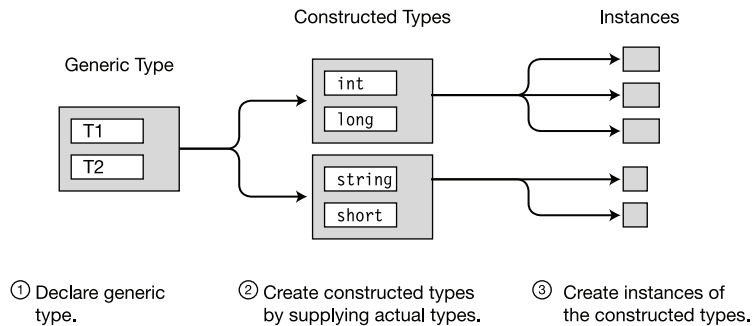 Constructed Types
Instances
Generic Type
int
long
T1
T2
string
short
① Declare generic
type.
② Create constructed types
by supplying actual types.
③ Create instances of
the constructed types.